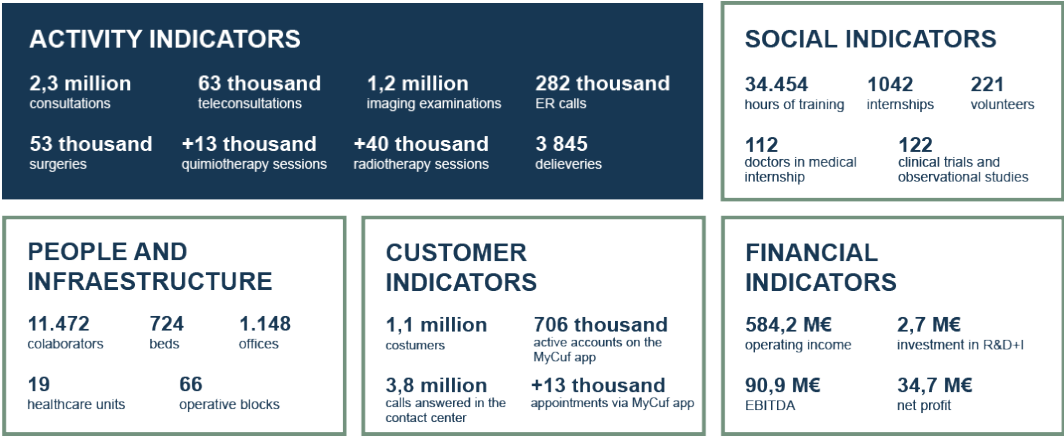 ACTIVITY INDICATORS
2,3 million
consultations
63 thousand
teleconsultations
1,2 million
imaging examinations
282 thousand
ER calls
53 thousand
surgeries
+13 thousand
quimiotherapy sessions
+40 thousand
radiotherapy sessions
3 845
delieveries
SOCIAL INDICATORS
34.454
hours of training
1042
internships
221
volunteers
112
doctors in medical
internship
122
clinical trials and
observational studies
PEOPLE AND
INFRAESTRUCTURE
11.472
colaborators
724
beds
1.148
offices
19
healthcare units
66
operative blocks
CUSTOMER
INDICATORS
1,1 million
costumers
706 thousand
active accounts on the
MyCuf app
3,8 million
calls answered in the
contact center
+13 thousand
appointments via MyCuf app
FINANCIAL
INDICATORS
584,2 M€
operating income
2,7 M€
investment in R&D+I
90,9 M€
EBITDA
34,7 M€
net profit